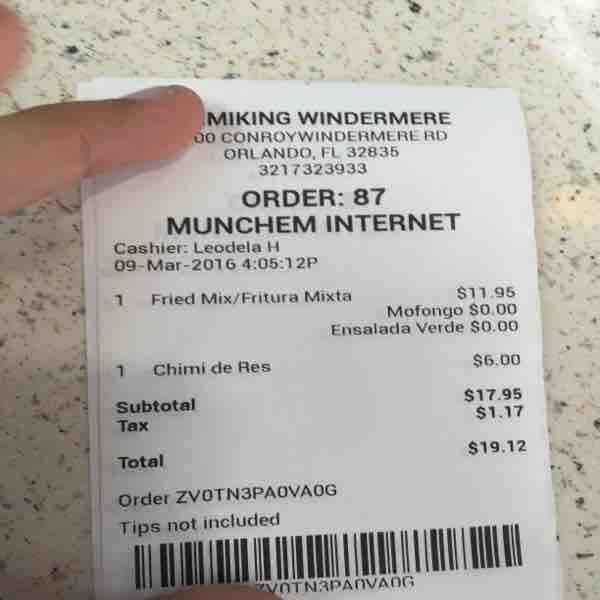 MIKING WINDERMERE
00 CONROYWINDERMERE RD
ORLANDO, FL 32835
3217323933
ORDER: 87
MUNCHEM INTERNET
Cashier: Leodela H
09-Mar-2016 4:05:12P
1 Fried Mix/Fritura Mixta $11.95
Mofongo $0.00
Ensalada Verde $0.00
1 Chimi de Res $6.00
Subtotal $17.95
Tax $1.17
Total $19.12
Order ZV0TN3PA0VA0G
Tips not included
ZV0TN3PA0VA0G